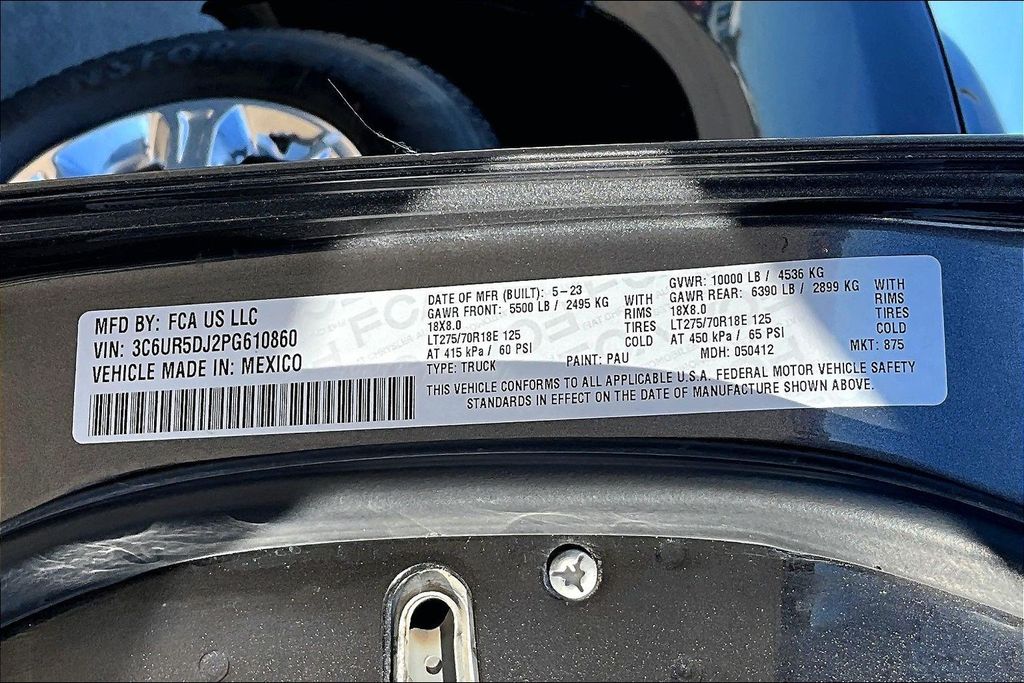 MFD BY: FCA US LLC
VIN: 3C6UR5DJ2PG610860
VEHICLE MADE IN: MEXICO
DATE OF MFR (BUILT): 5-23
GAWR FRONT: 5500 LB / 2495 KG
18X8.0
LT275/70R18E 125
AT 415 kPa / 60 PSI
WITH
RIMS
TIRES
COLD
TYPE: TRUCK
PAINT: PAU
GVWR: 10000 LB / 4536 KG
GAWR REAR: 6390 LB / 2899 KG
18X8.0
LT275/70R18E 125
AT 450 kPa / 65 PSI
WITH
RIMS
TIRES
COLD
MDH: 050412
MKT: 875
THIS VEHICLE CONFORMS TO ALL APPLICABLE U.S.A. FEDERAL MOTOR VEHICLE SAFETY
STANDARDS IN EFFECT ON THE DATE OF MANUFACTURE SHOWN ABOVE.